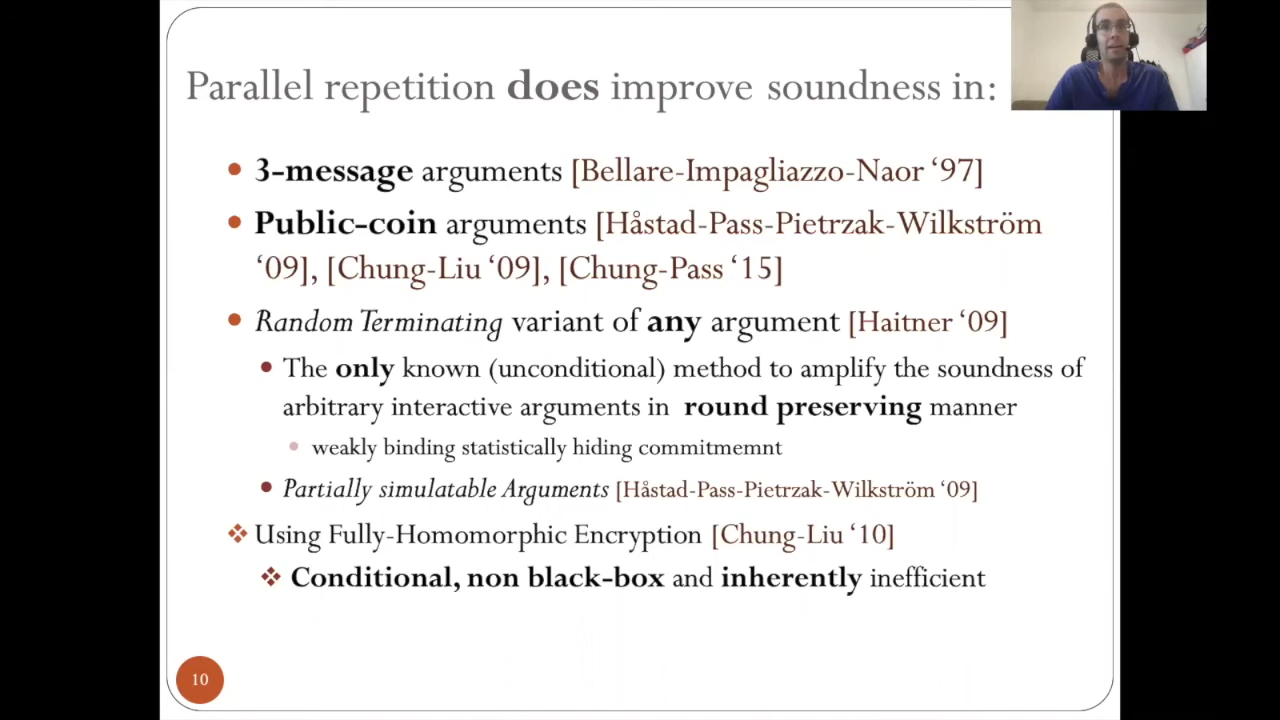 Parallel repetition does improve soundness in:
• 3-message arguments [Bellare-Impagliazzo-Naor ‘97]
• Public-coin arguments [Håstad-Pass-Pietrzak-Wilkström
‘09], [Chung-Liu ‘09], [Chung-Pass ‘15]
• Random Terminating variant of any argument [Haitner ‘09]
• The only known (unconditional) method to amplify the soundness of
arbitrary interactive arguments in round preserving manner
• weakly binding statistically hiding commitmemnt
• Partially simulatable Arguments [Håstad-Pass-Pietrzak-Wilkström ‘09]
❖ Using Fully-Homomorphic Encryption [Chung-Liu ‘10]
❖ Conditional, non black-box and inherently inefficient
10